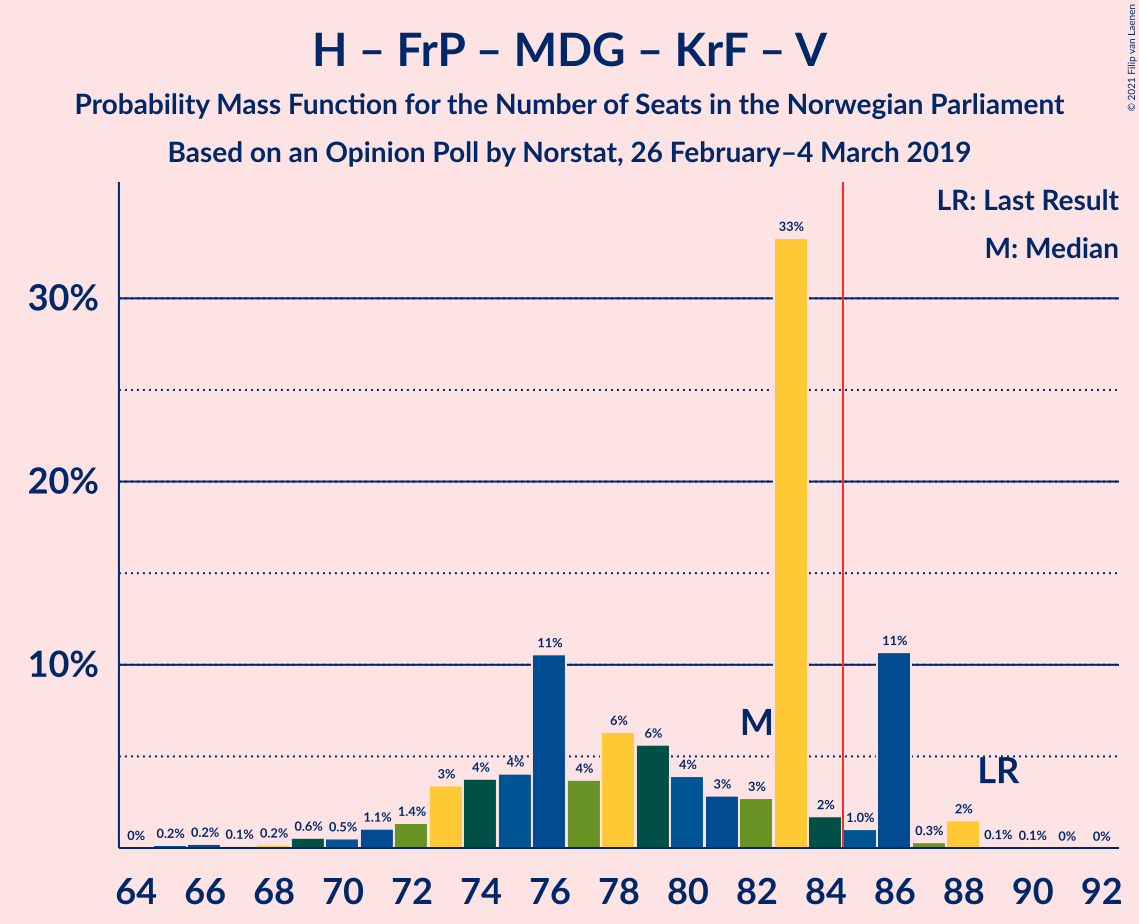 H – FrP – MDG – KrF – V
Probability Mass Function for the Number of Seats in the Norwegian Parliament
Based on an Opinion Poll by Norstat, 26 February–4 March 2019
© 2021 Filip van Laenen
LR: Last Result
M: Median
30%
20%
10%
0% 0.2% 0.2% 0.1% 0.2% 0.6% 0.5% 1.1% 1.4% 3% 4% 4% 11% 4% 6% 6% 4% 3% 3% 33% 2% 1.0% 11% 0.3% 2% 0.1% 0.1% 0% 0%
M
LR
64 66 68 70 72 74 76 78 80 82 84 86 88 90 92